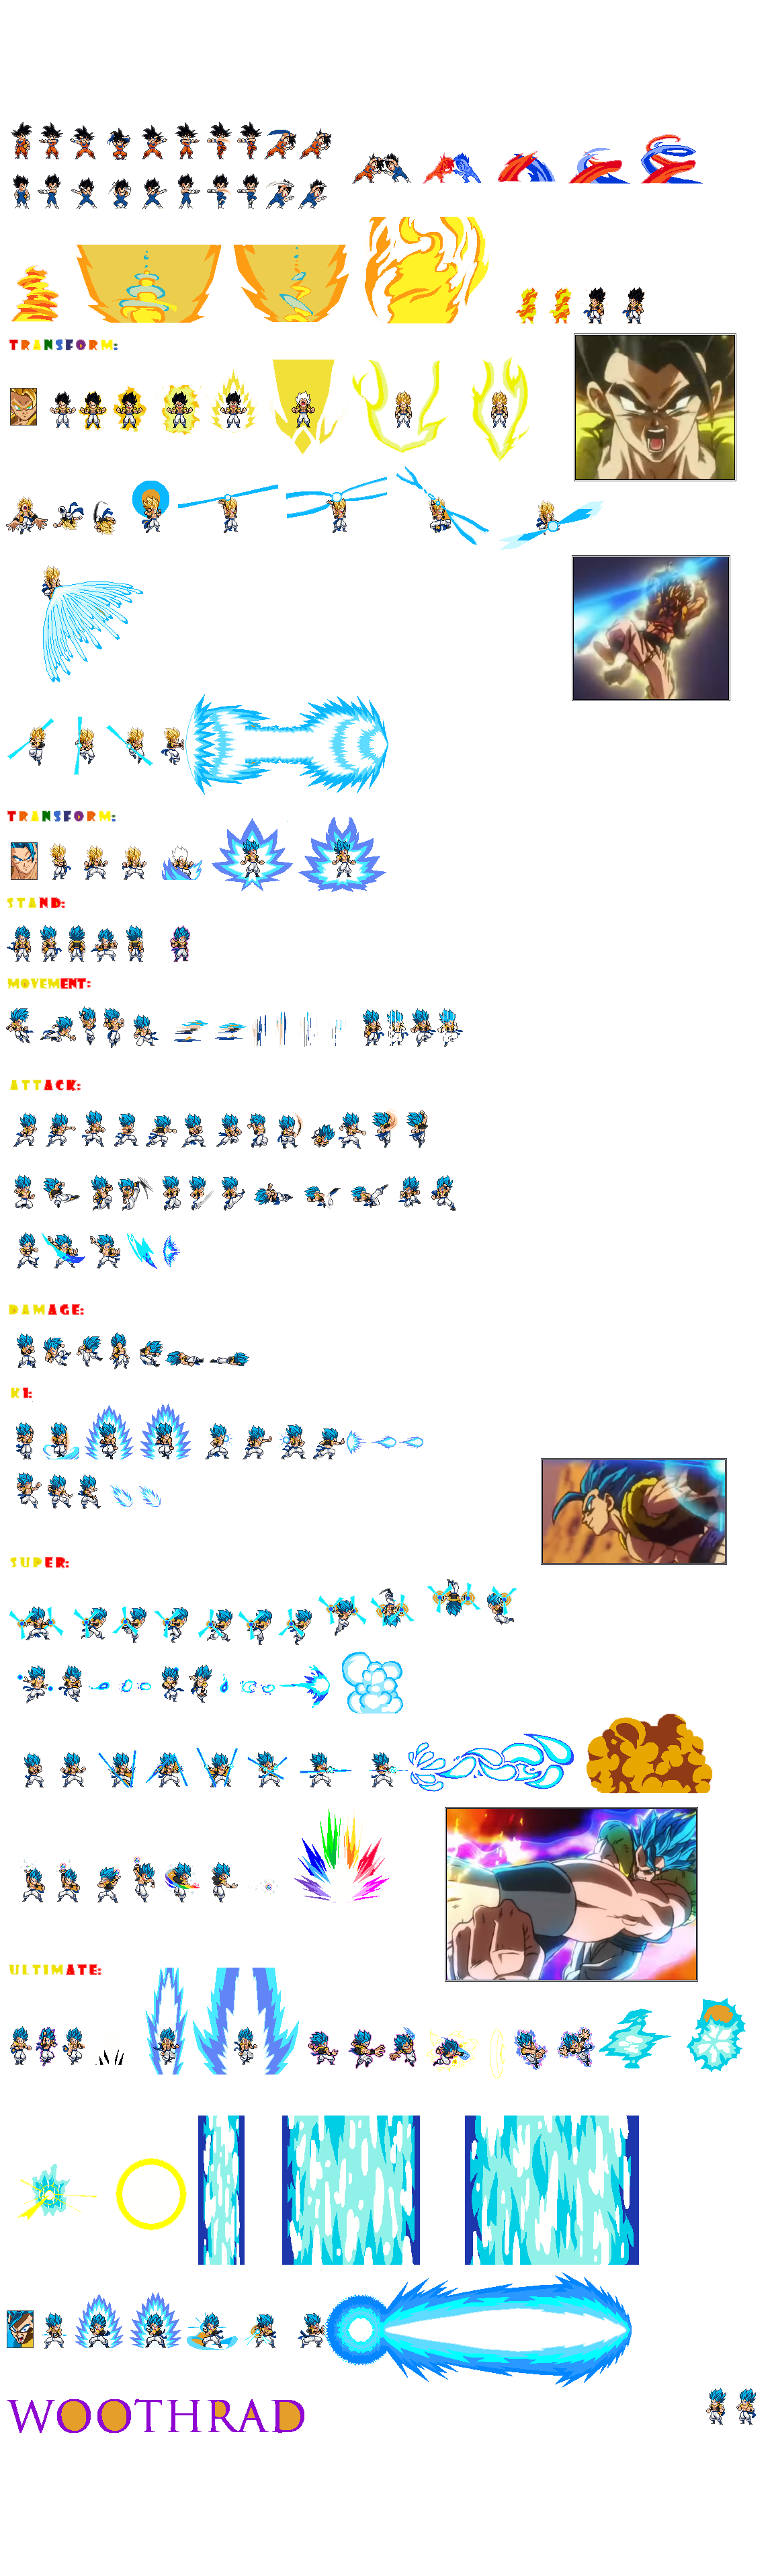 TRANSFORM:
TRANSFORM:
STAND:
MOVEMENT:
ATTACK:
DAMAGE:
KI:
SUPER:
ULTIMATE:
WOOTHRAD